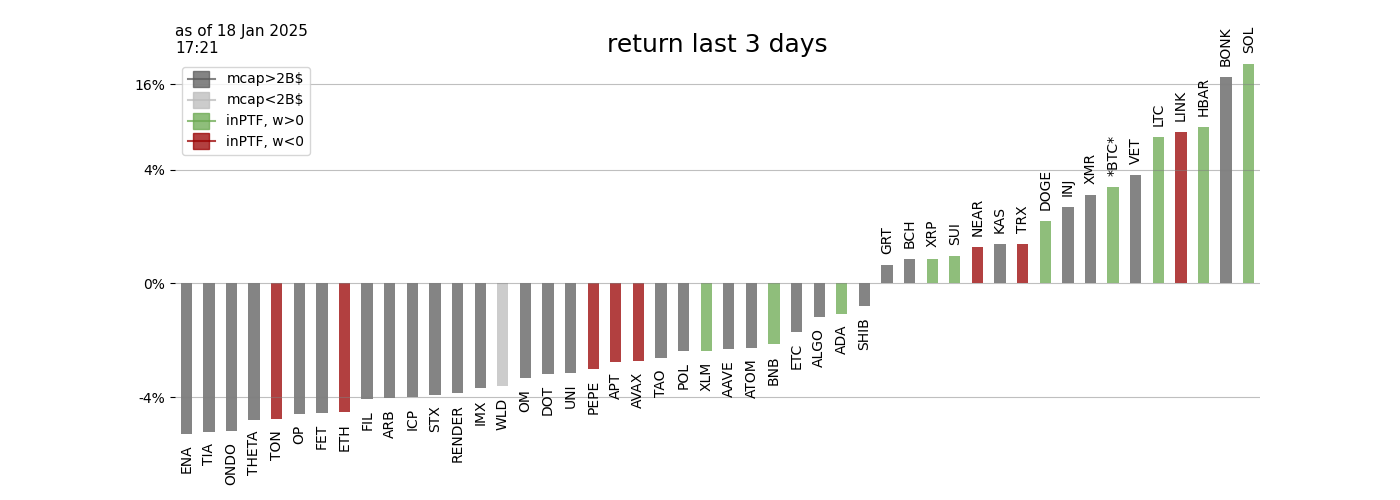 as of 18 Jan 2025
17:21
return last 3 days
mcap>2B$
mcap<2B$
inPTF, w>0
inPTF, w<0
16%
4%
0%
-4%
ENA
TIA
ONDO
THETA
TON
OP
FET
ETH
FIL
ARB
ICP
STX
RENDER
IMX
WLD
OM
DOT
UNI
PEPE
APT
AVAX
TAO
POL
XLM
AAVE
ATOM
BNB
ETC
ALGO
ADA
SHIB
GRT
BCH
XRP
SUI
NEAR
KAS
TRX
DOGE
INJ
XMR
*BTC*
VET
LTC
LINK
HBAR
BONK
SOL